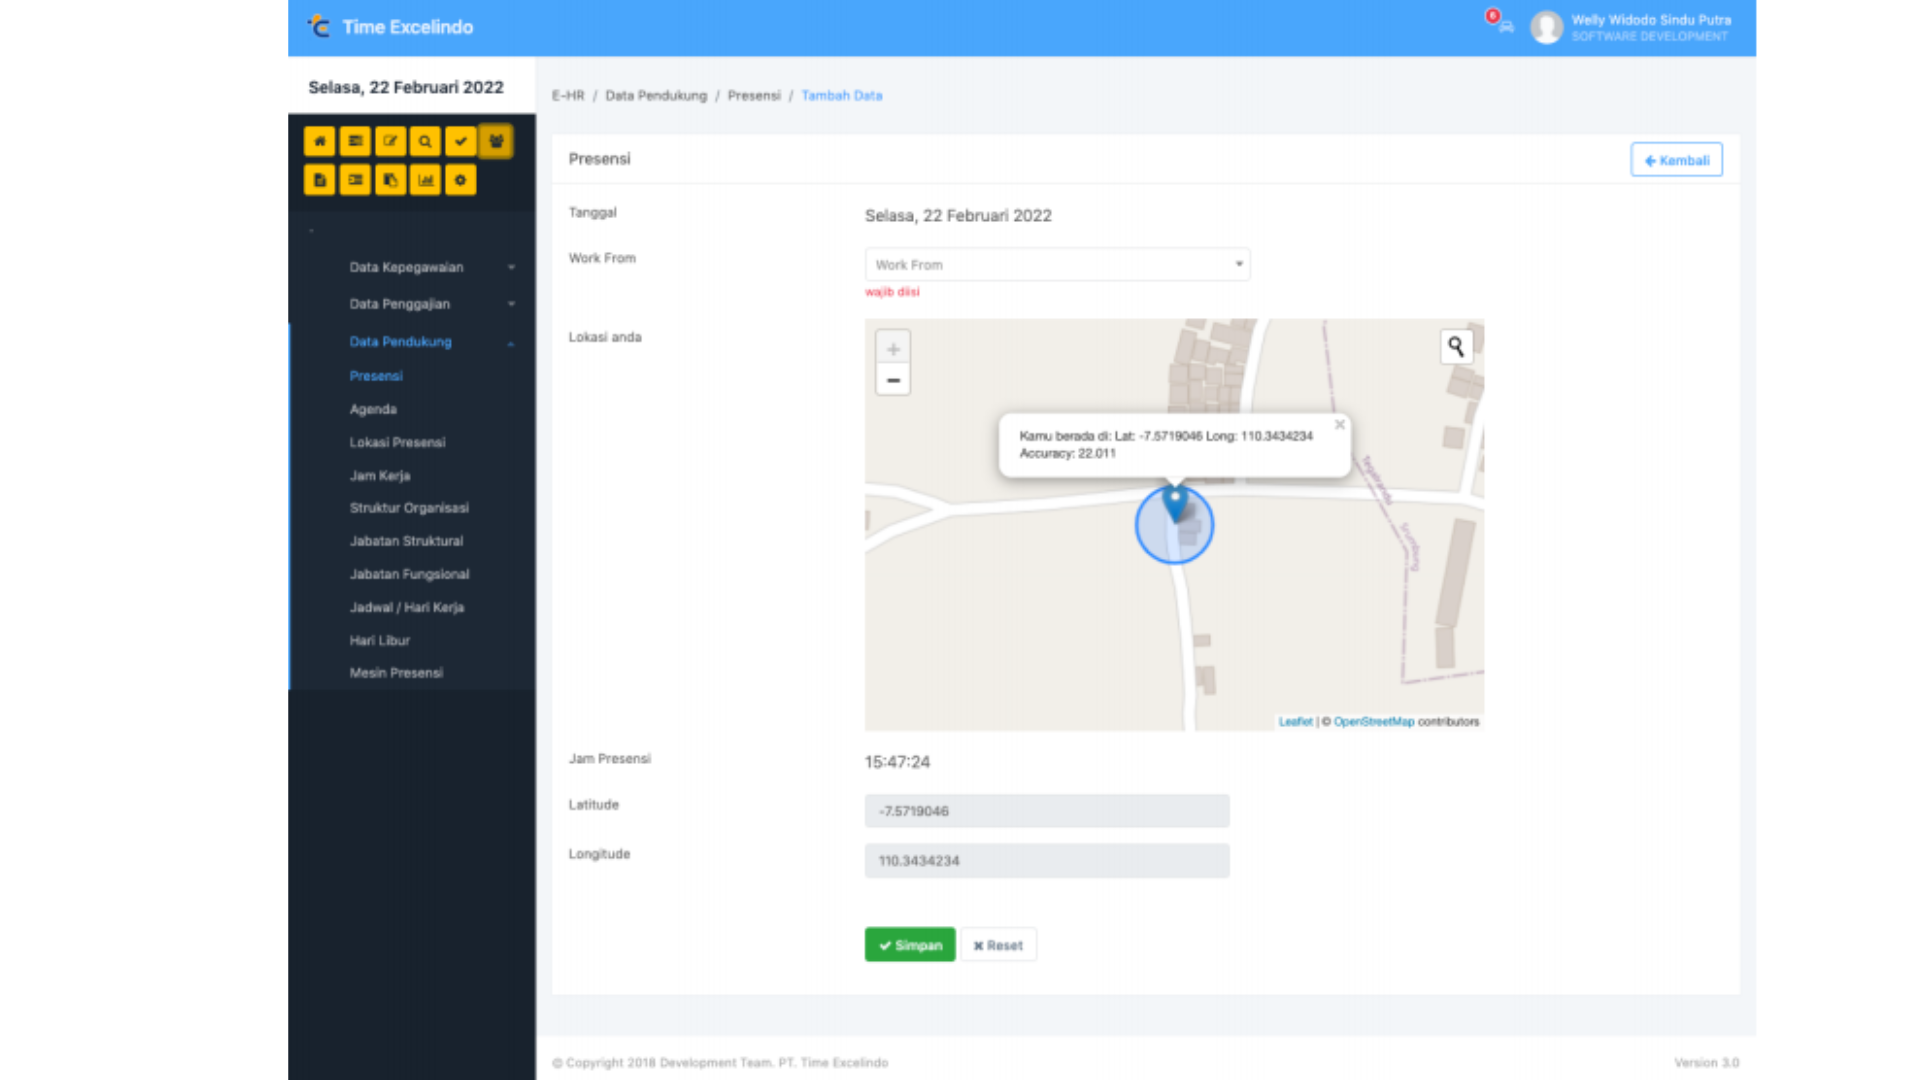 Time Excelindo
6
Welly Widodo Sindu Putra
SOFTWARE DEVELOPMENT
Selasa, 22 Februari 2022
E-HR / Data Pendukung / Presensi / Tambah Data
Presensi
Kembali
Tanggal
Selasa, 22 Februari 2022
Work From
Work From
wajib diisi
Lokasi anda
+
−
Kamu berada di: Lat: -7.5719046 Long: 110.3434234
Accuracy: 22.011
×
Tegalrandu
Srumbung
Leaflet | © OpenStreetMap contributors
Jam Presensi
15:47:24
Latitude
-7.5719046
Longitude
110.3434234
Simpan
Reset
Data Kepegawaian
Data Penggajian
Data Pendukung
Presensi
Agenda
Lokasi Presensi
Jam Kerja
Struktur Organisasi
Jabatan Struktural
Jabatan Fungsional
Jadwal / Hari Kerja
Hari Libur
Mesin Presensi
© Copyright 2018 Development Team. PT. Time Excelindo
Version 3.0